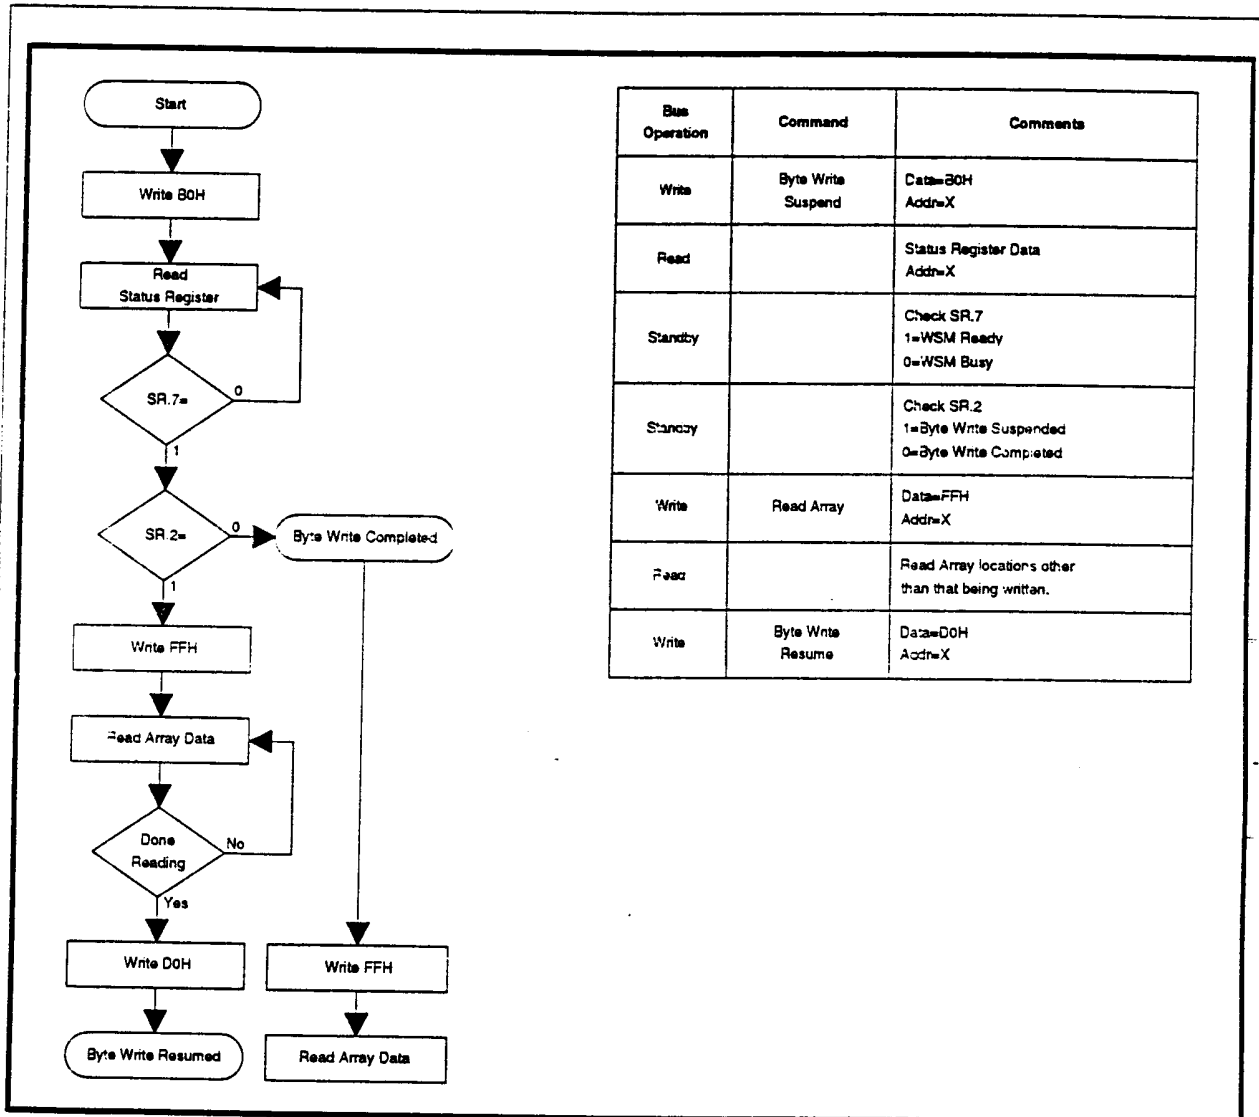 Start
Write B0H
Read
Status Register
SR.7=
0
1
SR.2=
0
Byte Write Completed
1
Write FFH
Read Array Data
Done
Reading
No
Yes
Write D0H
Write FFH
Byte Write Resumed
Read Array Data
Bus
Operation
Command
Comments
Write
Byte Write
Suspend
Data=B0H
Addr=X
Read
Status Register Data
Addr=X
Standby
Check SR.7
1=WSM Ready
0=WSM Busy
Standby
Check SR.2
1=Byte Write Suspended
0=Byte Write Completed
Write
Read Array
Data=FFH
Addr=X
Read
Read Array locations other
than that being written.
Write
Byte Write
Resume
Data=D0H
Addr=X